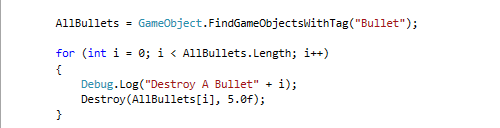 AllBullets = GameObject.FindGameObjectsWithTag("Bullet");
for (int i = 0; i < AllBullets.Length; i++)
{
Debug.Log("Destroy A Bullet" + i);
Destroy(AllBullets[i], 5.0f);
}